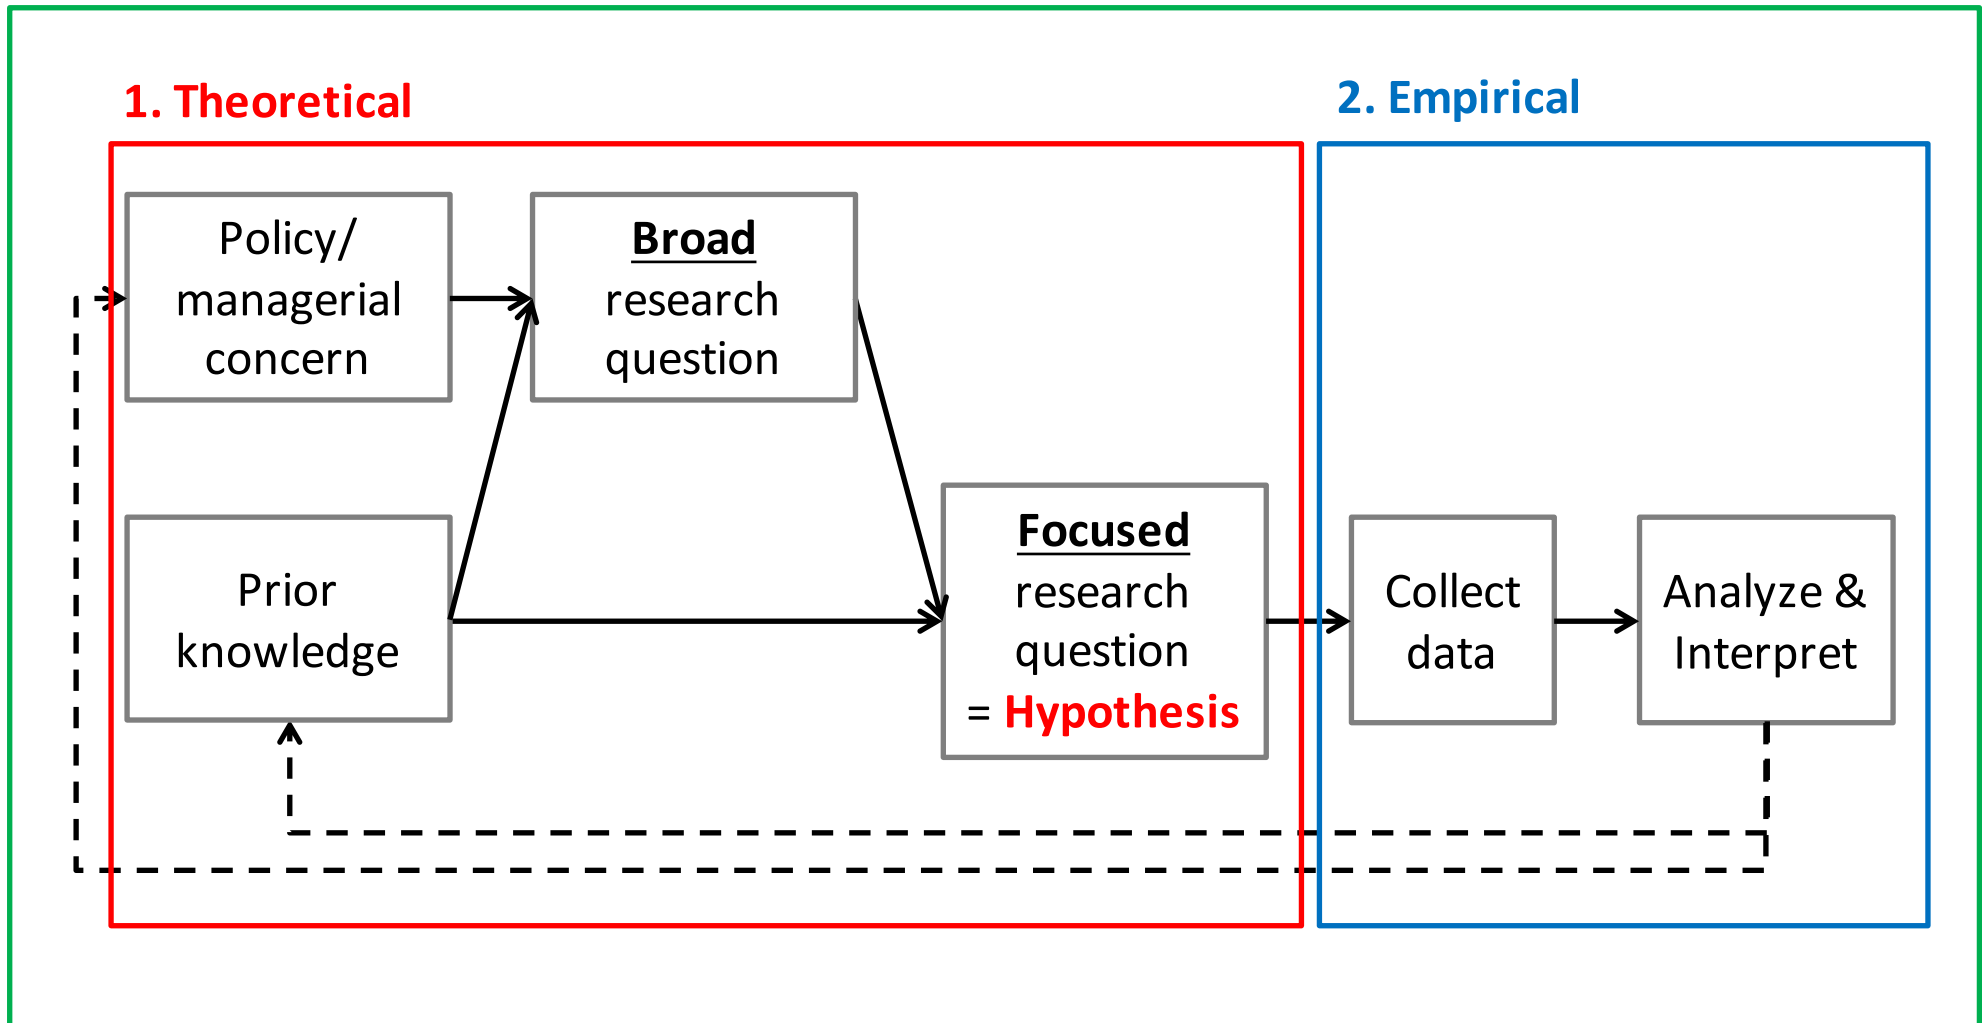 1. Theoretical
2. Empirical
Policy/
managerial
concern
Broad
research
question
Prior
knowledge
Focused
research
question
= Hypothesis
Collect
data
Analyze &
Interpret